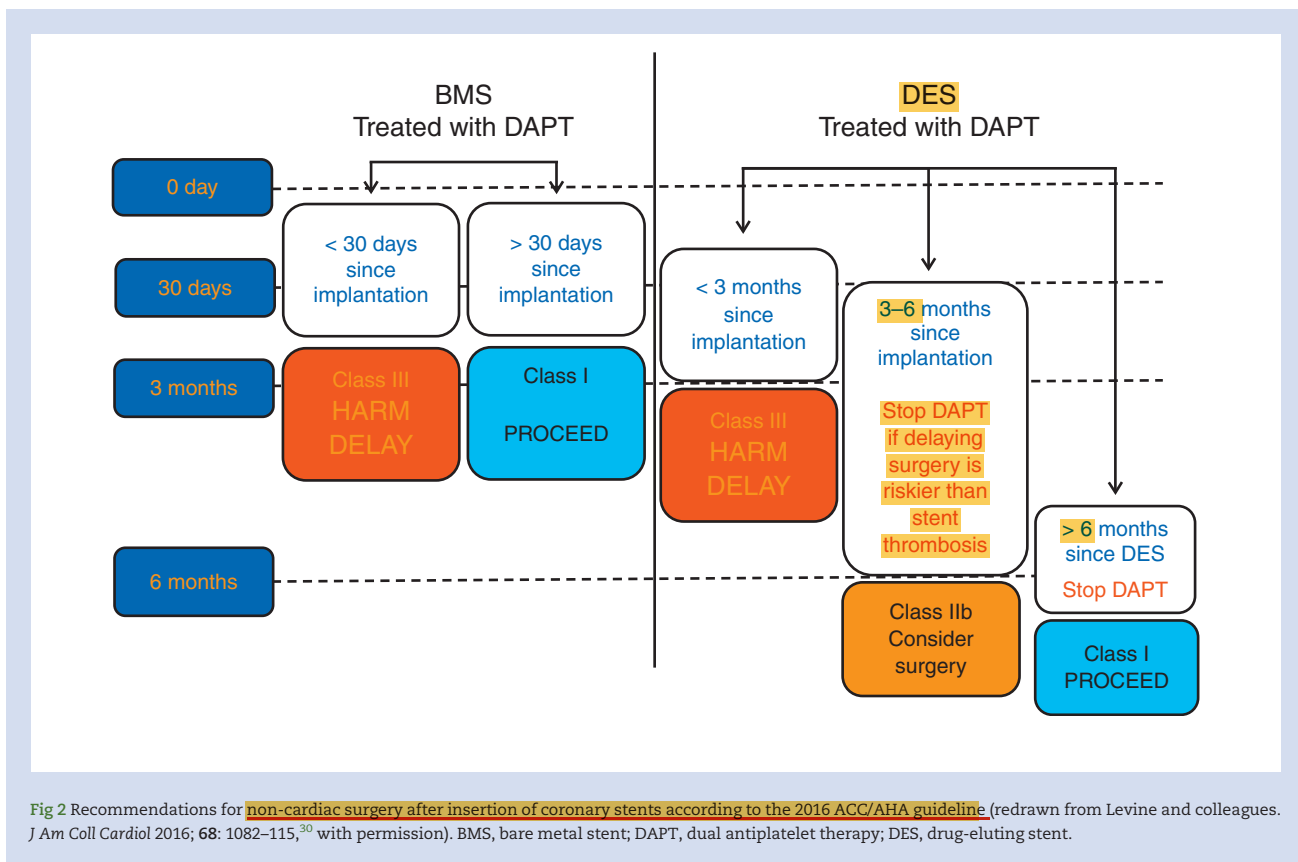 BMS
Treated with DAPT
DES
Treated with DAPT
0 day
30 days
3 months
6 months
< 30 days
since
implantation
Class III
HARM
DELAY
> 30 days
since
implantation
Class I
PROCEED
< 3 months
since
implantation
Class III
HARM
DELAY
3–6 months
since
implantation
Stop DAPT
if delaying
surgery is
riskier than
stent
thrombosis
Class IIb
Consider
surgery
> 6 months
since DES
Stop DAPT
Class I
PROCEED
Fig 2 Recommendations for non-cardiac surgery after insertion of coronary stents according to the 2016 ACC/AHA guideline (redrawn from Levine and colleagues.
J Am Coll Cardiol 2016; 68: 1082–115,30 with permission). BMS, bare metal stent; DAPT, dual antiplatelet therapy; DES, drug-eluting stent.